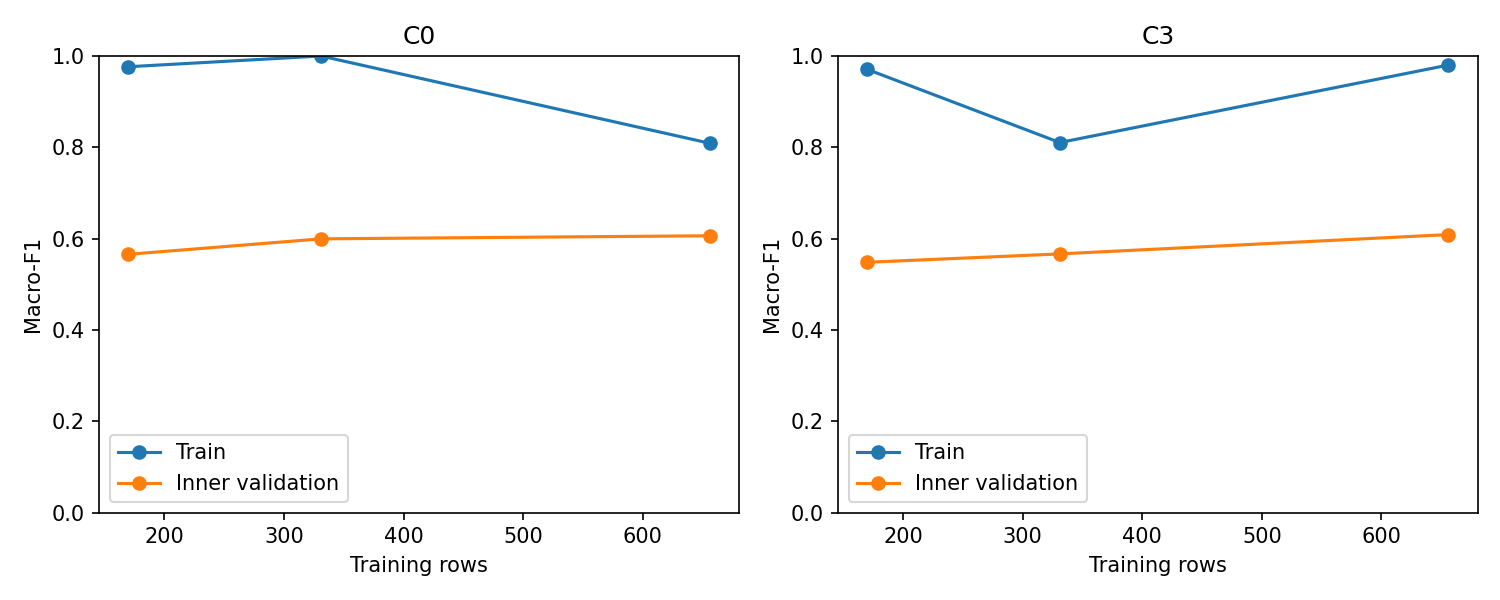 C0
1.0
0.8
0.6
0.4
0.2
0.0
Macro-F1
Train
Inner validation
200 300 400 500 600
Training rows
C3
1.0
0.8
0.6
0.4
0.2
0.0
Macro-F1
Train
Inner validation
200 300 400 500 600
Training rows